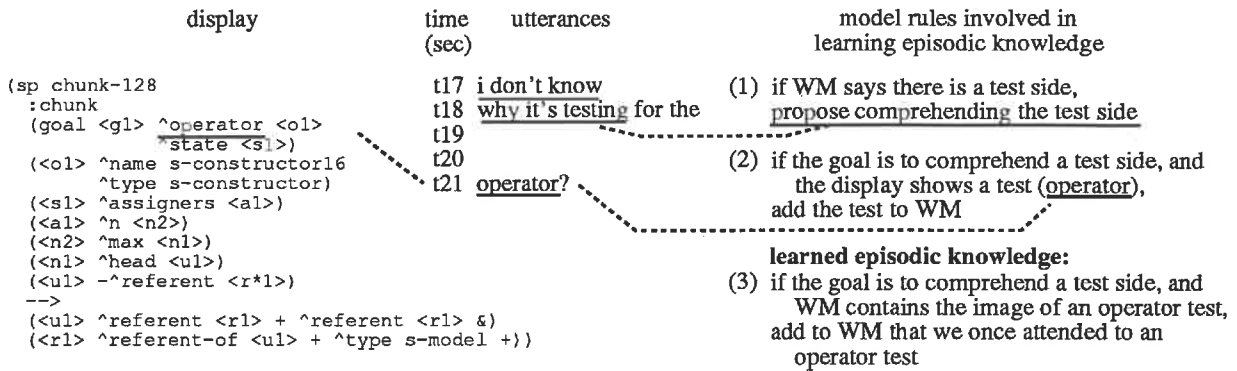 display
time
(sec)
utterances
model rules involved in
learning episodic knowledge
(sp chunk-128
:chunk
(goal <g1> ^operator <o1>
^state <s1>)
(<o1> ^name s-constructor16
^type s-constructor)
(<s1> ^assigners <a1>)
(<a1> ^n <n2>)
(<n2> ^max <n1>)
(<n1> ^head <u1>)
(<u1> -^referent <r*1>)
-->
(<u1> ^referent <r1> + ^referent <r1> &)
(<r1> ^referent-of <u1> + ^type s-model +))
t17 i don't know
t18 why it's testing for the
t19
t20
t21 operator?
(1) if WM says there is a test side,
propose comprehending the test side
(2) if the goal is to comprehend a test side, and
the display shows a test (operator),
add the test to WM
learned episodic knowledge:
(3) if the goal is to comprehend a test side, and
WM contains the image of an operator test,
add to WM that we once attended to an
operator test